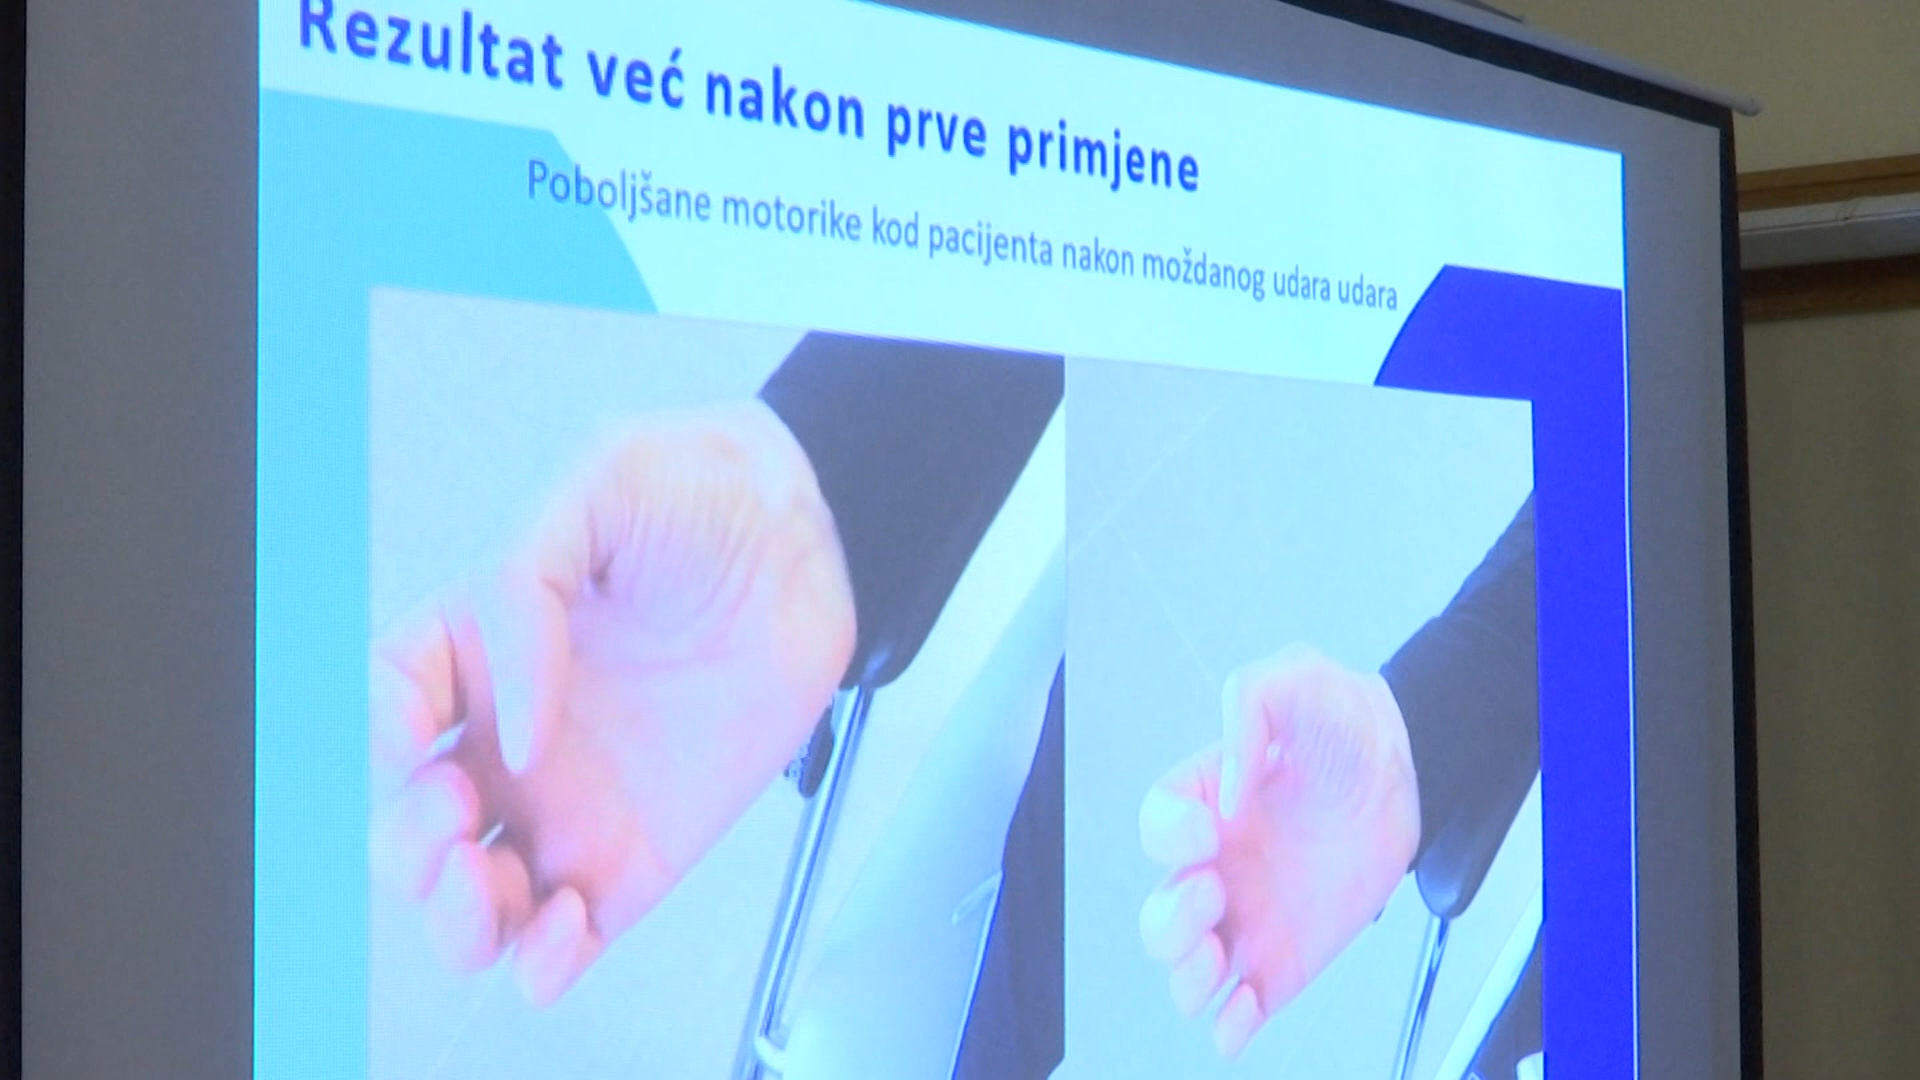 Rezultat već nakon prve primjene
Poboljšane motorike kod pacijenta nakon moždanog udara udara